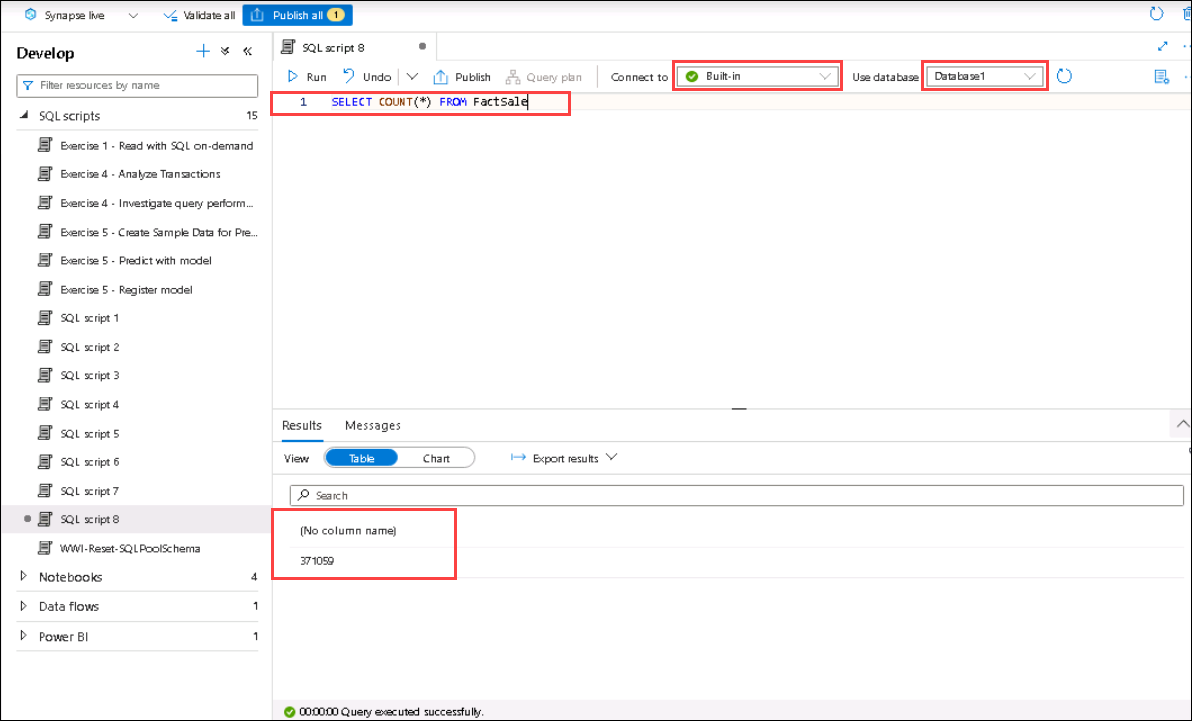 Synapse live
Validate all
Publish all 1
Develop
Filter resources by name
SQL scripts 15
Exercise 1 - Read with SQL on-demand
Exercise 4 - Analyze Transactions
Exercise 4 - Investigate query perform...
Exercise 5 - Create Sample Data for Pre...
Exercise 5 - Predict with model
Exercise 5 - Register model
SQL script 1
SQL script 2
SQL script 3
SQL script 4
SQL script 5
SQL script 6
SQL script 7
SQL script 8
WWI-Reset-SQLPoolSchema
Notebooks 4
Data flows 1
Power BI 1
SQL script 8
Run Undo Publish Query plan Connect to Built-in Use database Database1
1 SELECT COUNT(*) FROM FactSale
Results Messages
View Table Chart Export results
Search
(No column name)
371059
00:00:00 Query executed successfully.